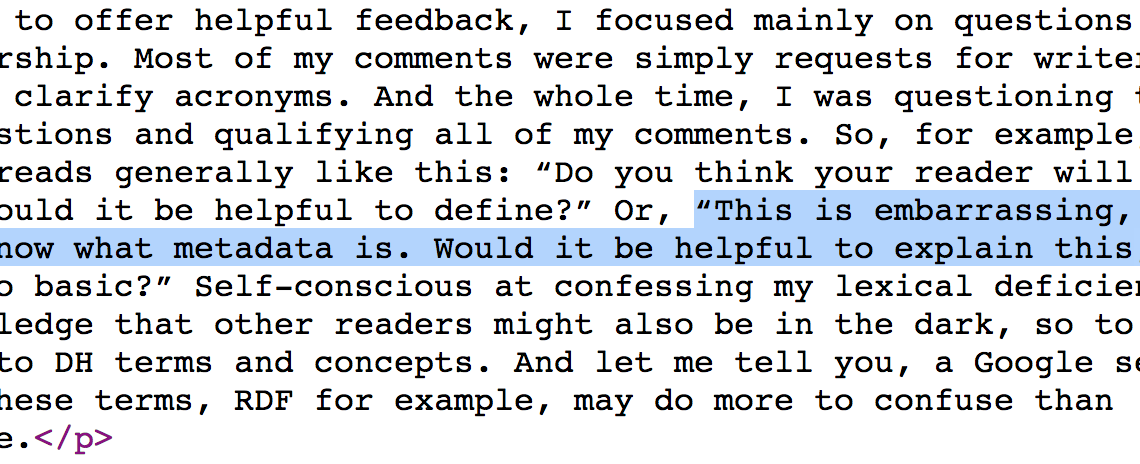 to offer helpful feedback, I focused mainly on questions
rship. Most of my comments were simply requests for writer
clarify acronyms. And the whole time, I was questioning t
stions and qualifying all of my comments. So, for example,
reads generally like this: “Do you think your reader will
ould it be helpful to define?” Or, “This is embarrassing,
now what metadata is. Would it be helpful to explain this
o basic?” Self-conscious at confessing my lexical deficien
ledge that other readers might also be in the dark, so to
to DH terms and concepts. And let me tell you, a Google se
hese terms, RDF for example, may do more to confuse than
e.</p>